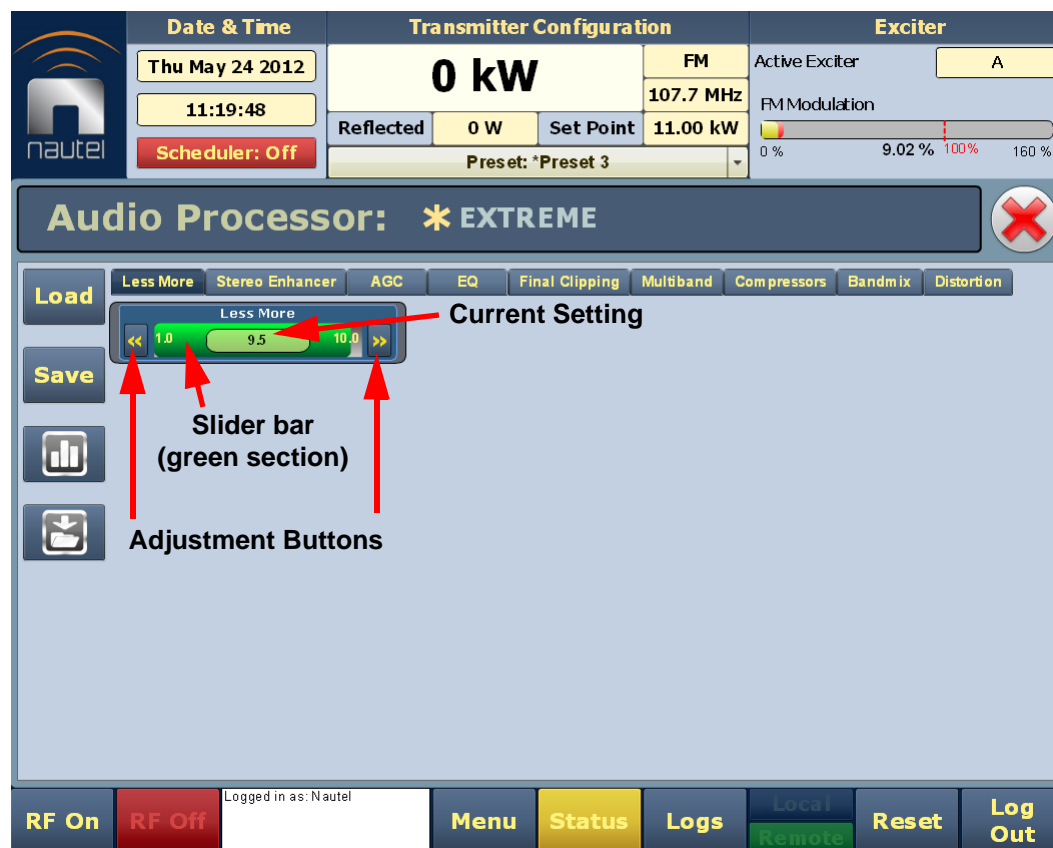 Date & Time
Transmitter Configuration
Exciter
nautel
Thu May 24 2012
11:19:48
Scheduler: Off
0 kW
FM
107.7 MHz
Reflected
0 W
Set Point
11.00 kW
Preset: *Preset 3
Active Exciter
A
FM Modulation
0 %
9.02 %
100%
160 %
Audio Processor: * EXTREME
Load
Save
Less More
Stereo Enhancer
AGC
EQ
Final Clipping
Multiband
Compressors
Bandmix
Distortion
Less More
<< 1.0
9.5
10.0 >>
Current Setting
Slider bar
(green section)
Adjustment Buttons
RF On
RF Off
Logged in as: Nautel
Menu
Status
Logs
Local
Remote
Reset
Log
Out